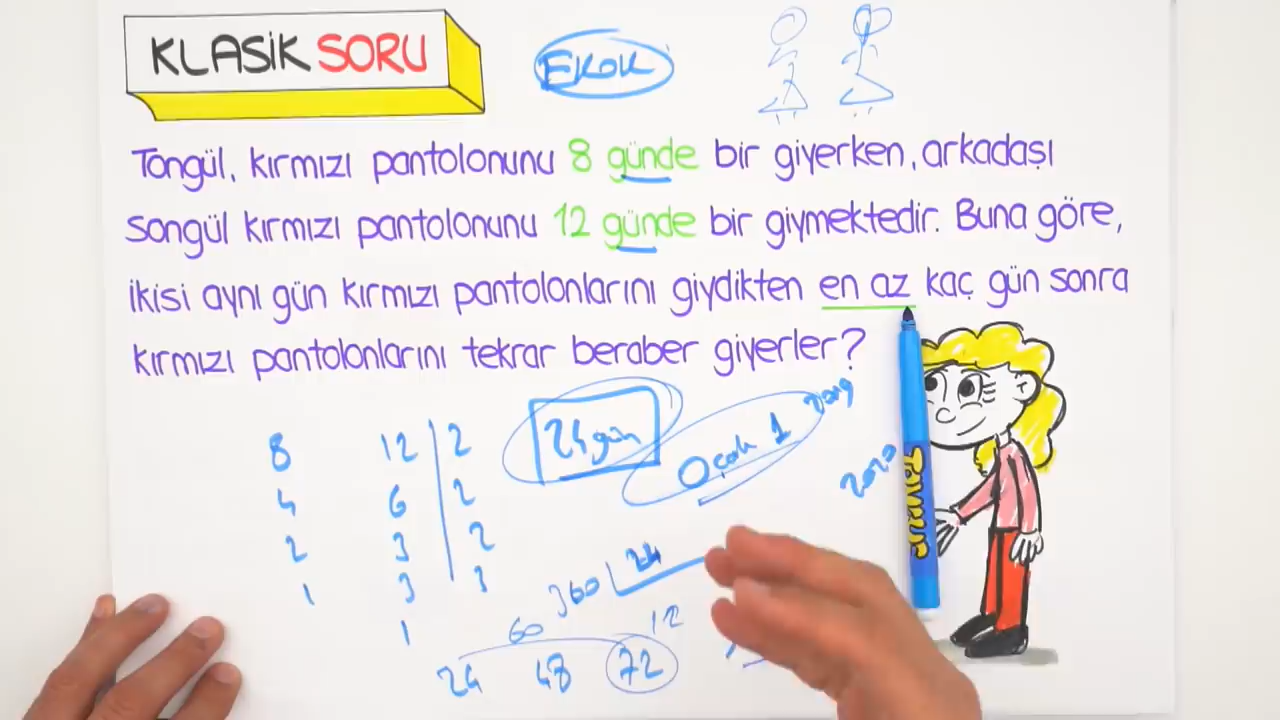 KLASİK SORU
EKOK
Tongül, kırmızı pantolonunu 8 günde bir giyerken, arkadaşı
Songül kırmızı pantolonunu 12 günde bir giymektedir. Buna göre,
ikisi aynı gün kırmızı pantolonlarını giydikten en az kaç gün sonra
kırmızı pantolonlarını tekrar beraber giyerler?
8 12 2
4 6 2
2 3 2
1 3 3
1
24 gün
Ocak 1 2019
2020
360 24
60 12
24 48 72